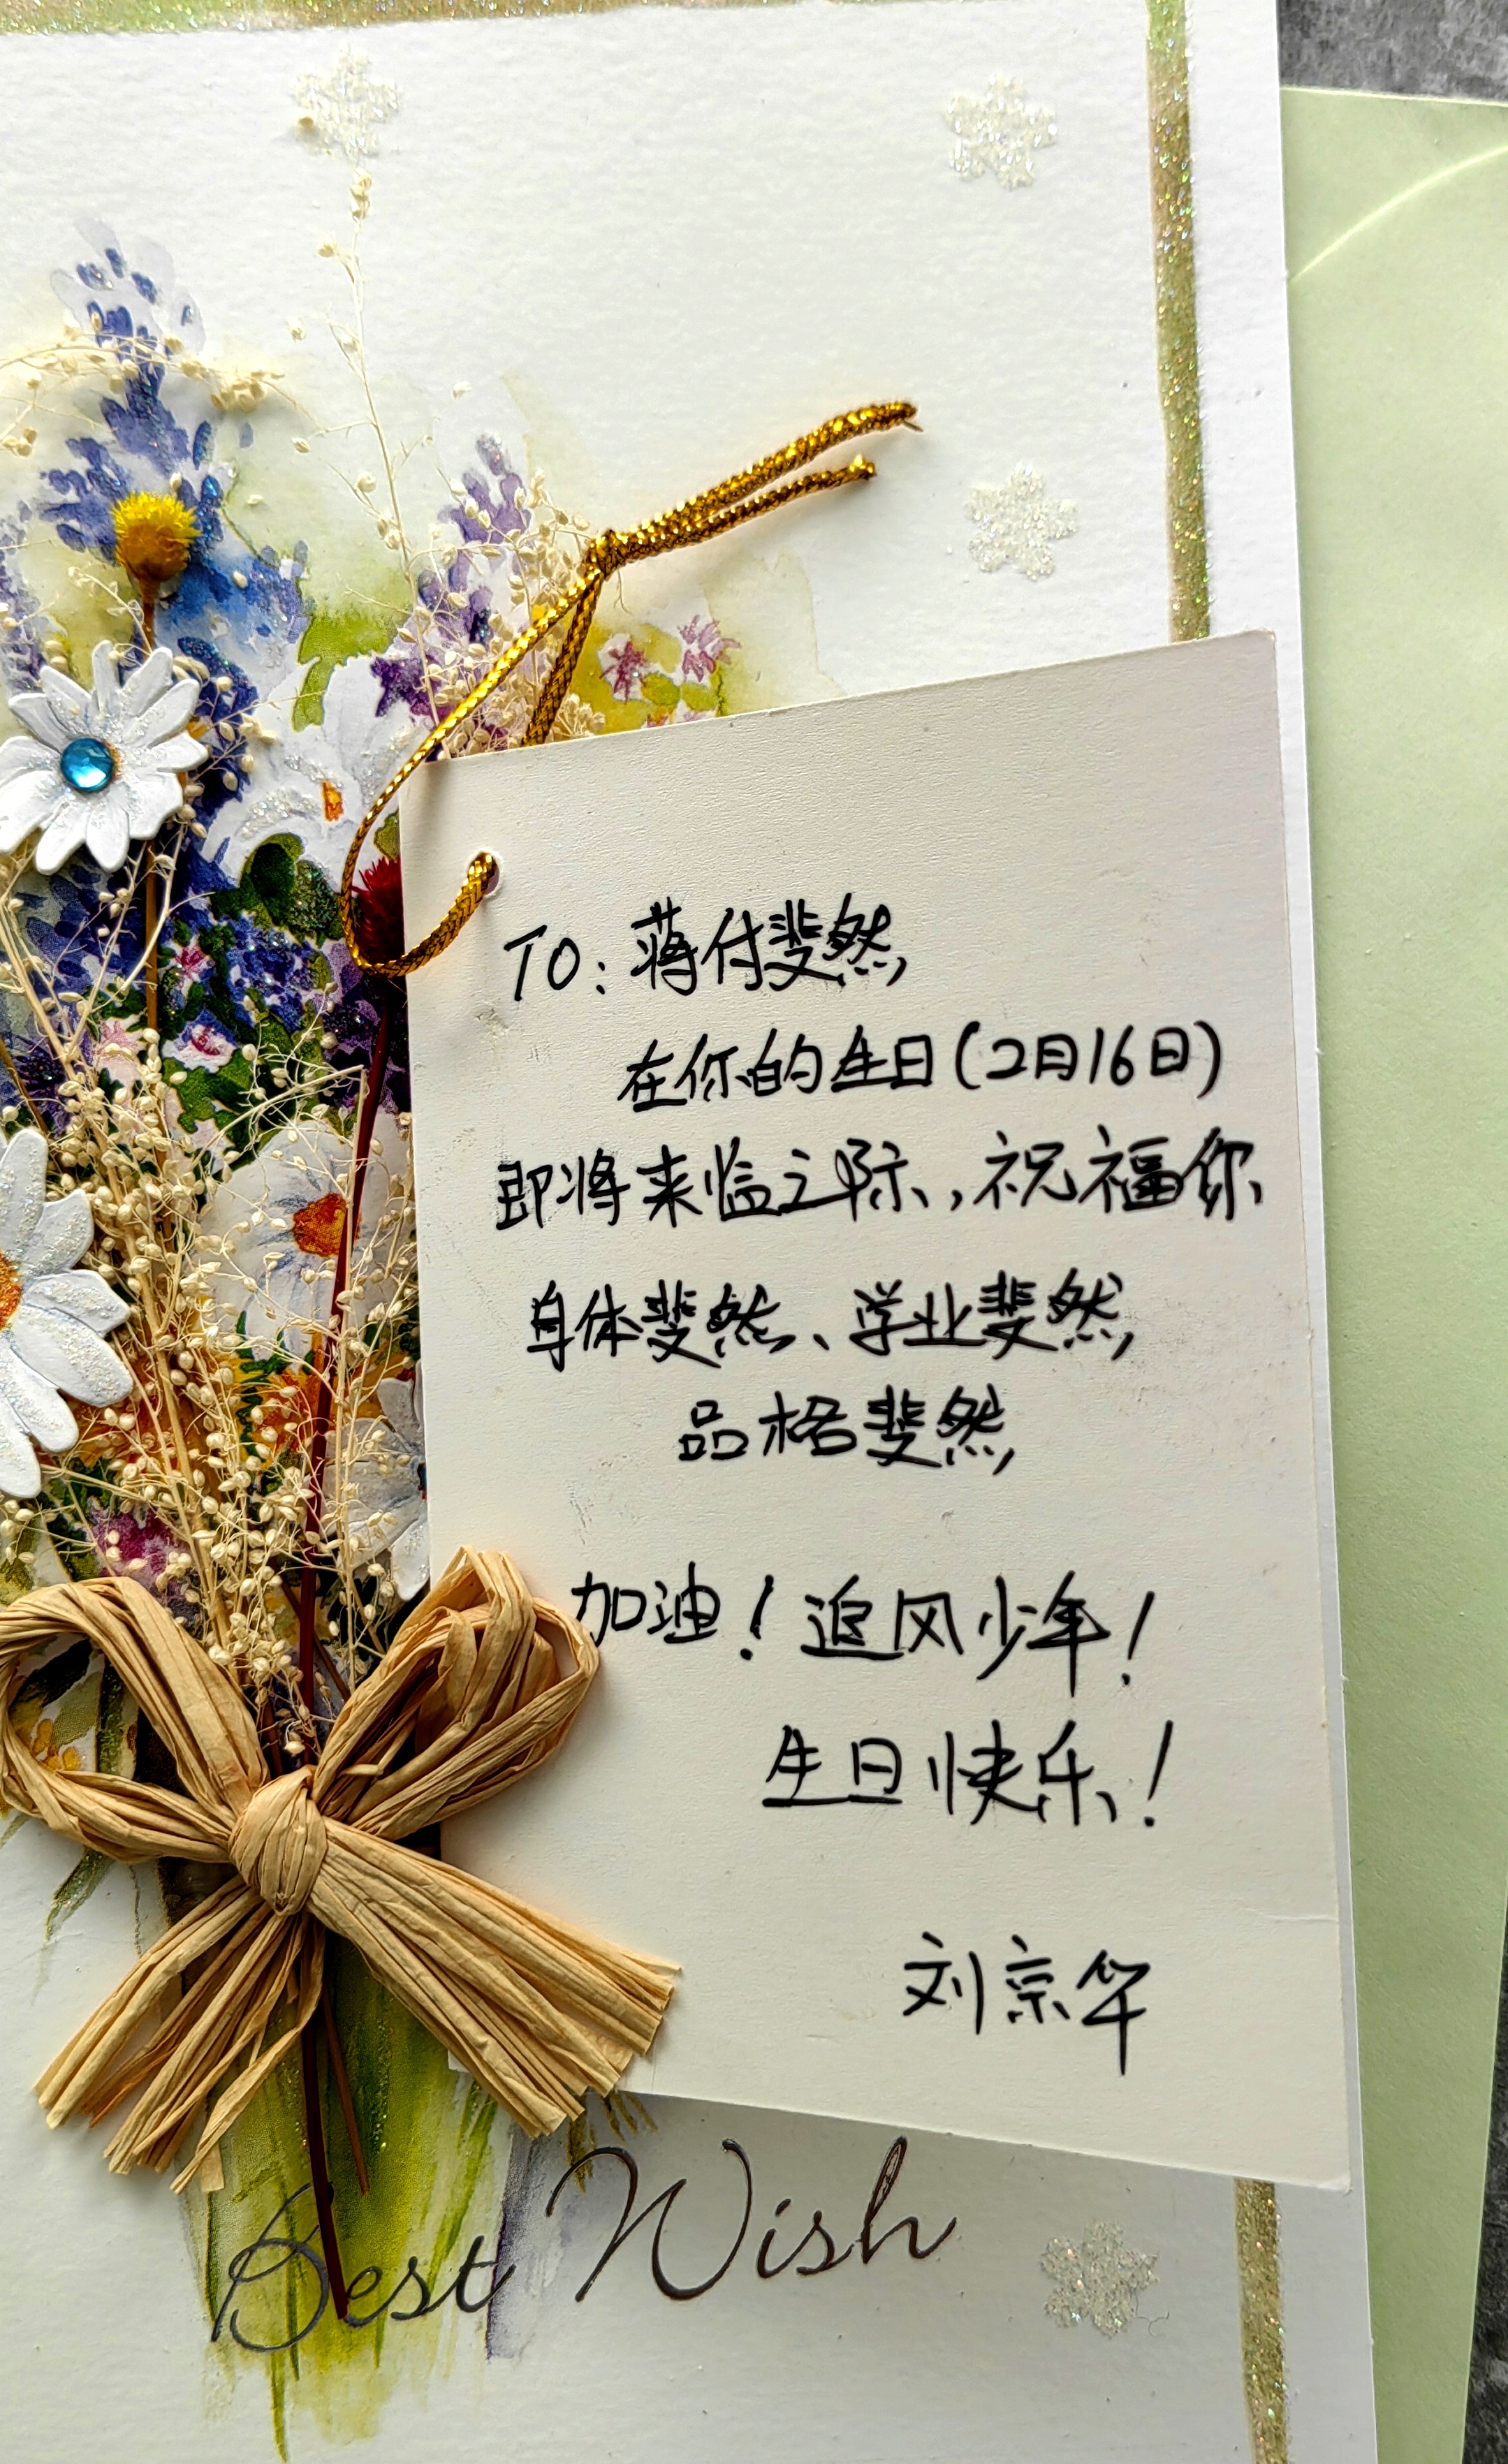 TO：蒋付斐然
在你的生日(2月16日)
即将来临之际，祝福你
身体斐然、学业斐然
品格斐然
加油！追风少年！
生日快乐！
刘宗华
Best Wish